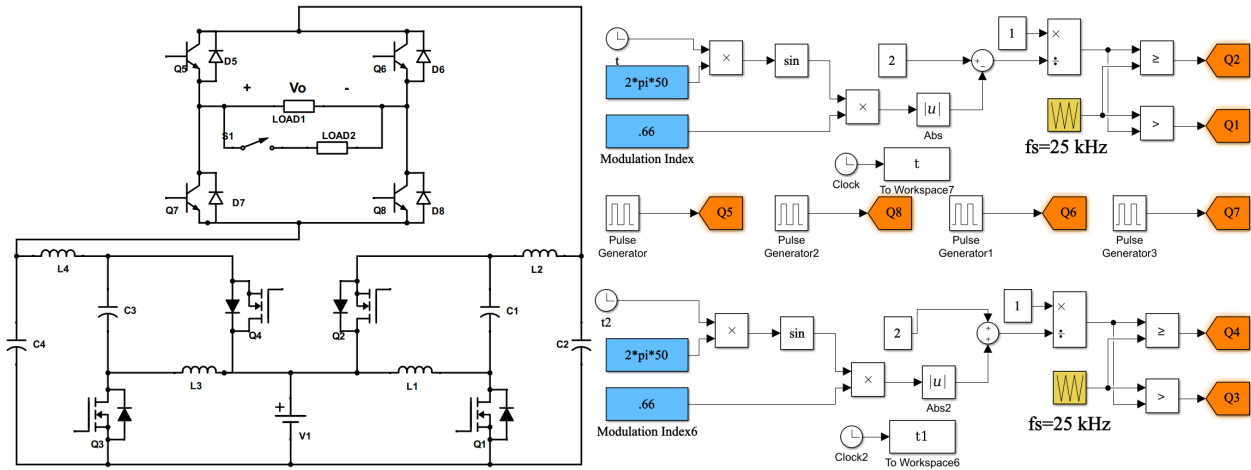 Q5
D5
Q6
D6
+ Vo -
LOAD1
S1
LOAD2
Q7
D7
Q8
D8
L4
L2
C3
C1
Q4
Q2
C4
C2
L3
L1
Q3
+
V1
Q1
t
2*pi*50
×
sin
.66
Modulation Index
×
|u|
Abs
2
+
−
1
×
÷
≥
>
fs=25 kHz
Q2
Q1
Clock
t
To Workspace7
Pulse
Generator
Q5
Pulse
Generator2
Q8
Pulse
Generator1
Q6
Pulse
Generator3
Q7
t2
2*pi*50
×
sin
.66
Modulation Index6
×
|u|
Abs2
2
+
+
1
×
÷
≥
>
fs=25 kHz
Q4
Q3
Clock2
t1
To Workspace6